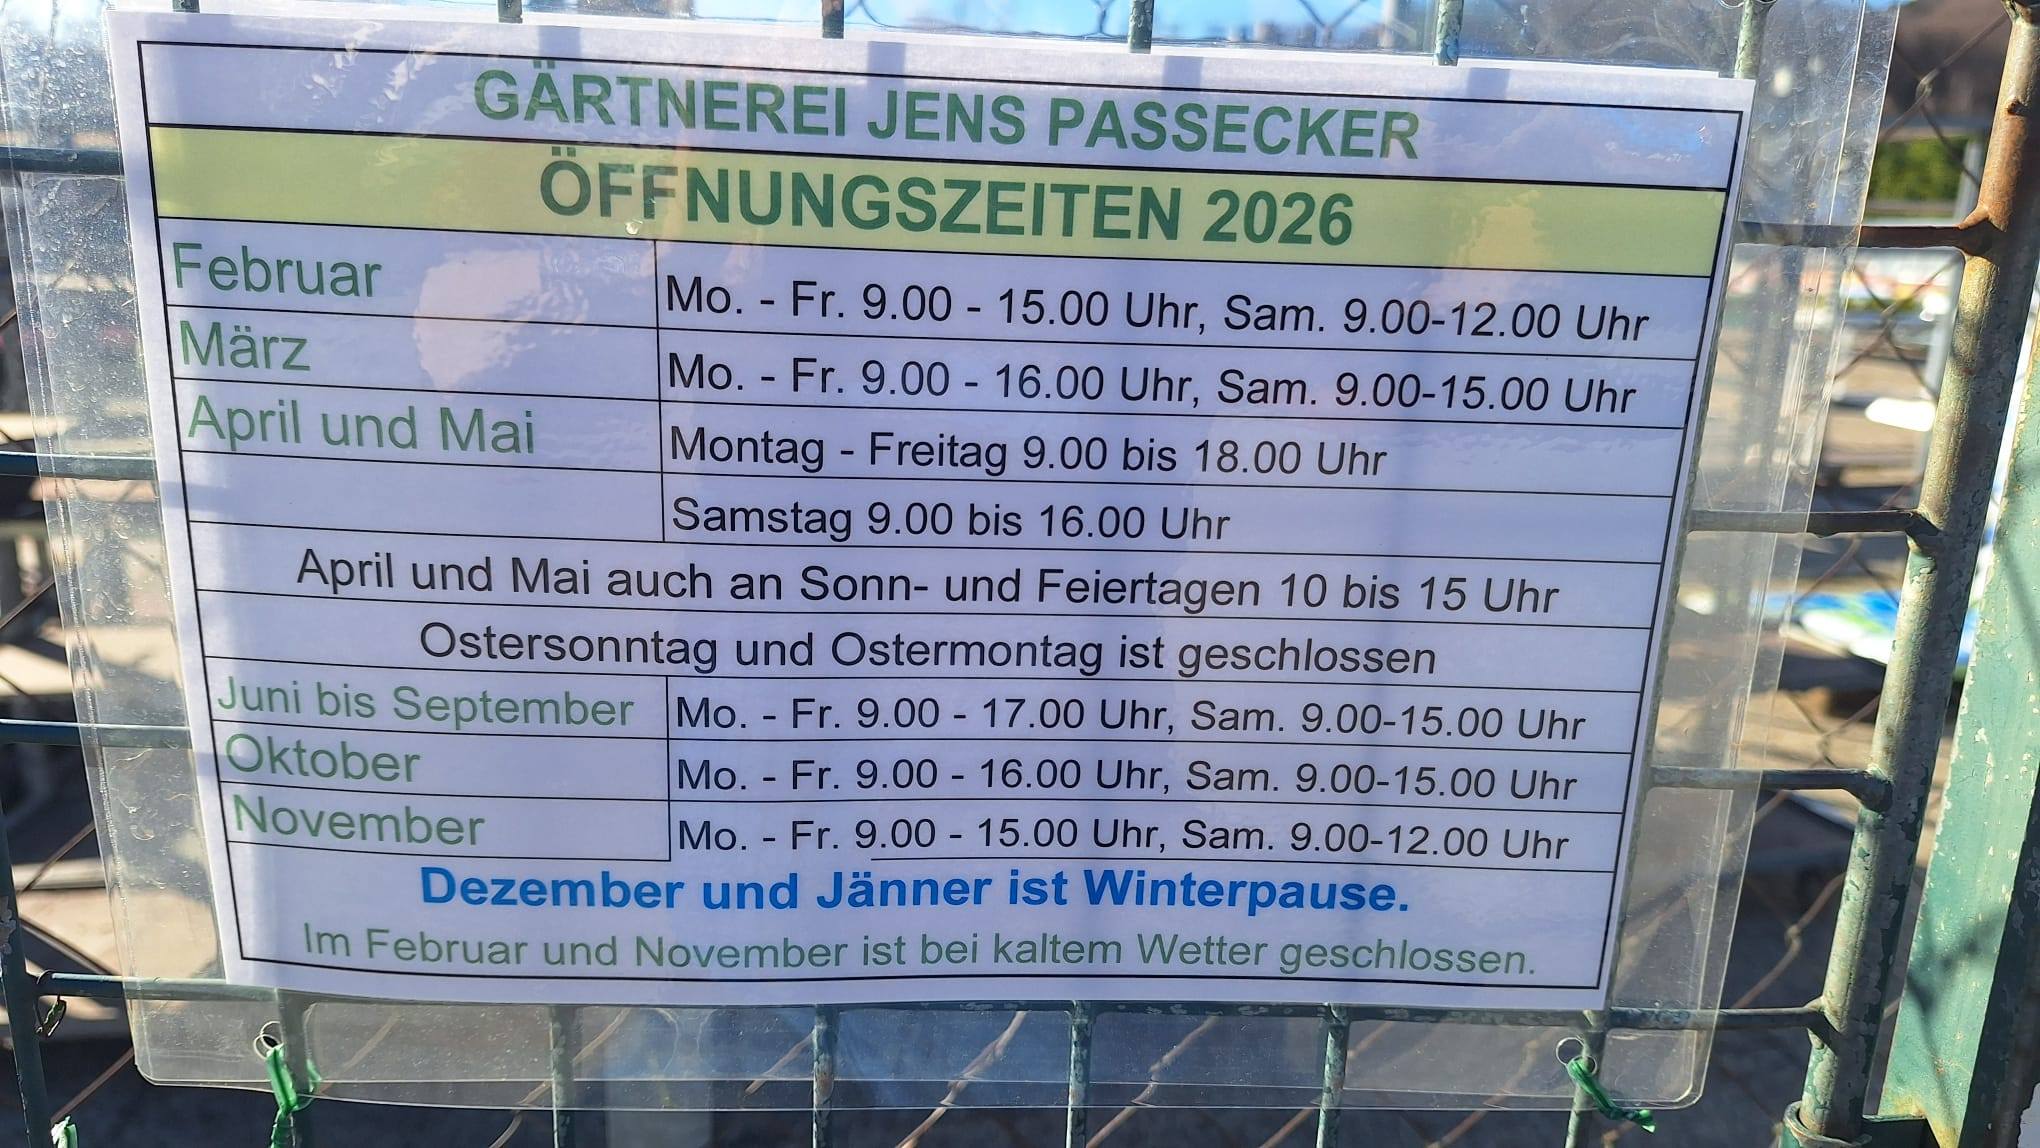 GÄRTNEREI JENS PASSECKER
ÖFFNUNGSZEITEN 2026
Februar Mo. - Fr. 9.00 - 15.00 Uhr, Sam. 9.00-12.00 Uhr
März Mo. - Fr. 9.00 - 16.00 Uhr, Sam. 9.00-15.00 Uhr
April und Mai Montag - Freitag 9.00 bis 18.00 Uhr
Samstag 9.00 bis 16.00 Uhr
April und Mai auch an Sonn- und Feiertagen 10 bis 15 Uhr
Ostersonntag und Ostermontag ist geschlossen
Juni bis September Mo. - Fr. 9.00 - 17.00 Uhr, Sam. 9.00-15.00 Uhr
Oktober Mo. - Fr. 9.00 - 16.00 Uhr, Sam. 9.00-15.00 Uhr
November Mo. - Fr. 9.00 - 15.00 Uhr, Sam. 9.00-12.00 Uhr
Dezember und Jänner ist Winterpause.
Im Februar und November ist bei kaltem Wetter geschlossen.